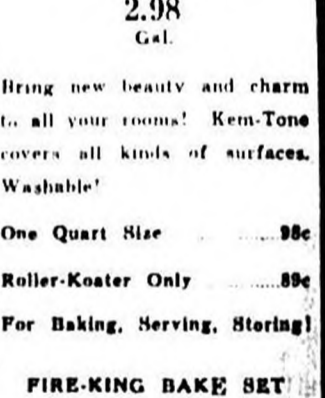 2.98
Gal.
Bring new beauty and charm
to all your rooms! Kem-Tone
covers all kinds of surfaces.
Washable!
One Quart Size ........98c
Roller-Koater Only ........89c
For Baking, Serving, Storing!
FIRE-KING BAKE SET